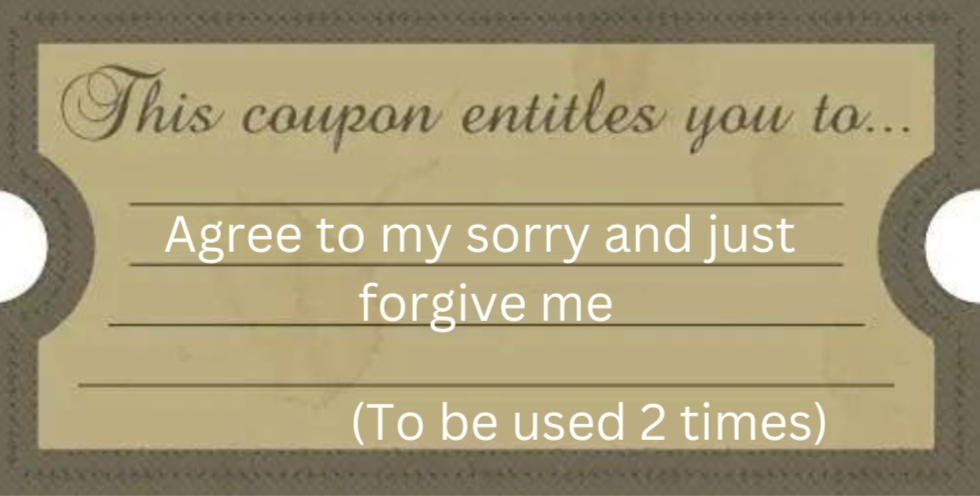 This coupon entitles you to...
Agree to my sorry and just
forgive me
(To be used 2 times)